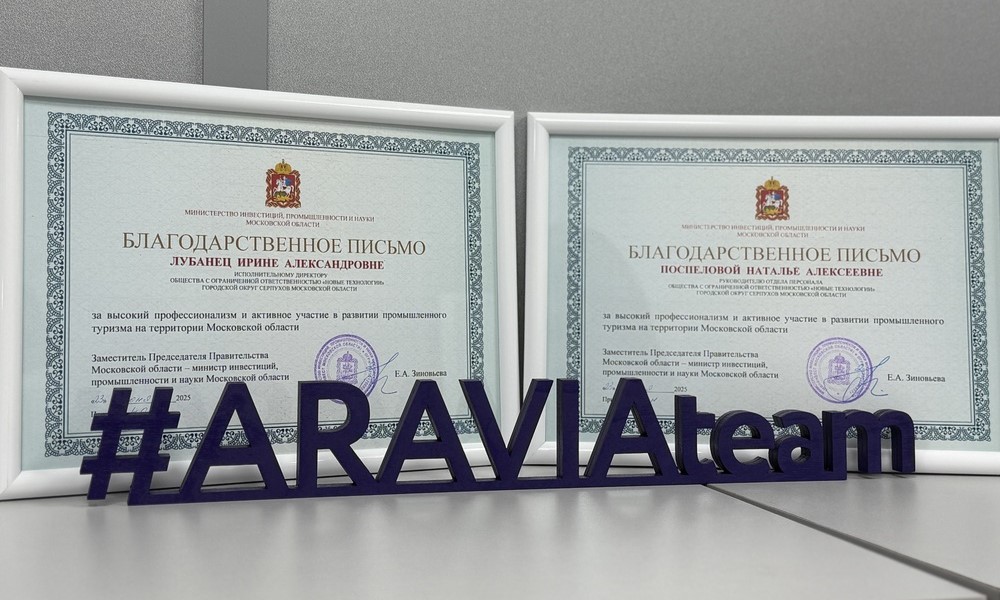 МИНИСТЕРСТВО ИНВЕСТИЦИЙ, ПРОМЫШЛЕННОСТИ И НАУКИ
МОСКОВСКОЙ ОБЛАСТИ
БЛАГОДАРСТВЕННОЕ ПИСЬМО
ЛУБАНЕЦ ИРИНЕ АЛЕКСАНДРОВНЕ
ИСПОЛНИТЕЛЬНОМУ ДИРЕКТОРУ
ОБЩЕСТВА С ОГРАНИЧЕННОЙ ОТВЕТСТВЕННОСТЬЮ «НОВЫЕ ТЕХНОЛОГИИ»
ГОРОДСКОЙ ОКРУГ СЕРПУХОВ МОСКОВСКОЙ ОБЛАСТИ
за высокий профессионализм и активное участие в развитии промышленного
туризма на территории Московской области
Заместитель Председателя Правительства
Московской области – министр инвестиций,
промышленности и науки Московской области
Е.А. Зиновьева
2025
МИНИСТЕРСТВО ИНВЕСТИЦИЙ, ПРОМЫШЛЕННОСТИ И НАУКИ
МОСКОВСКОЙ ОБЛАСТИ
БЛАГОДАРСТВЕННОЕ ПИСЬМО
ПОСПЕЛОВОЙ НАТАЛЬЕ АЛЕКСЕЕВНЕ
РУКОВОДИТЕЛЮ ОТДЕЛА ПЕРСОНАЛА
ОБЩЕСТВА С ОГРАНИЧЕННОЙ ОТВЕТСТВЕННОСТЬЮ «НОВЫЕ ТЕХНОЛОГИИ»
ГОРОДСКОЙ ОКРУГ СЕРПУХОВ МОСКОВСКОЙ ОБЛАСТИ
за высокий профессионализм и активное участие в развитии промышленного
туризма на территории Московской области
Заместитель Председателя Правительства
Московской области – министр инвестиций,
промышленности и науки Московской области
Е.А. Зиновьева
2025
#ARAVIAteam